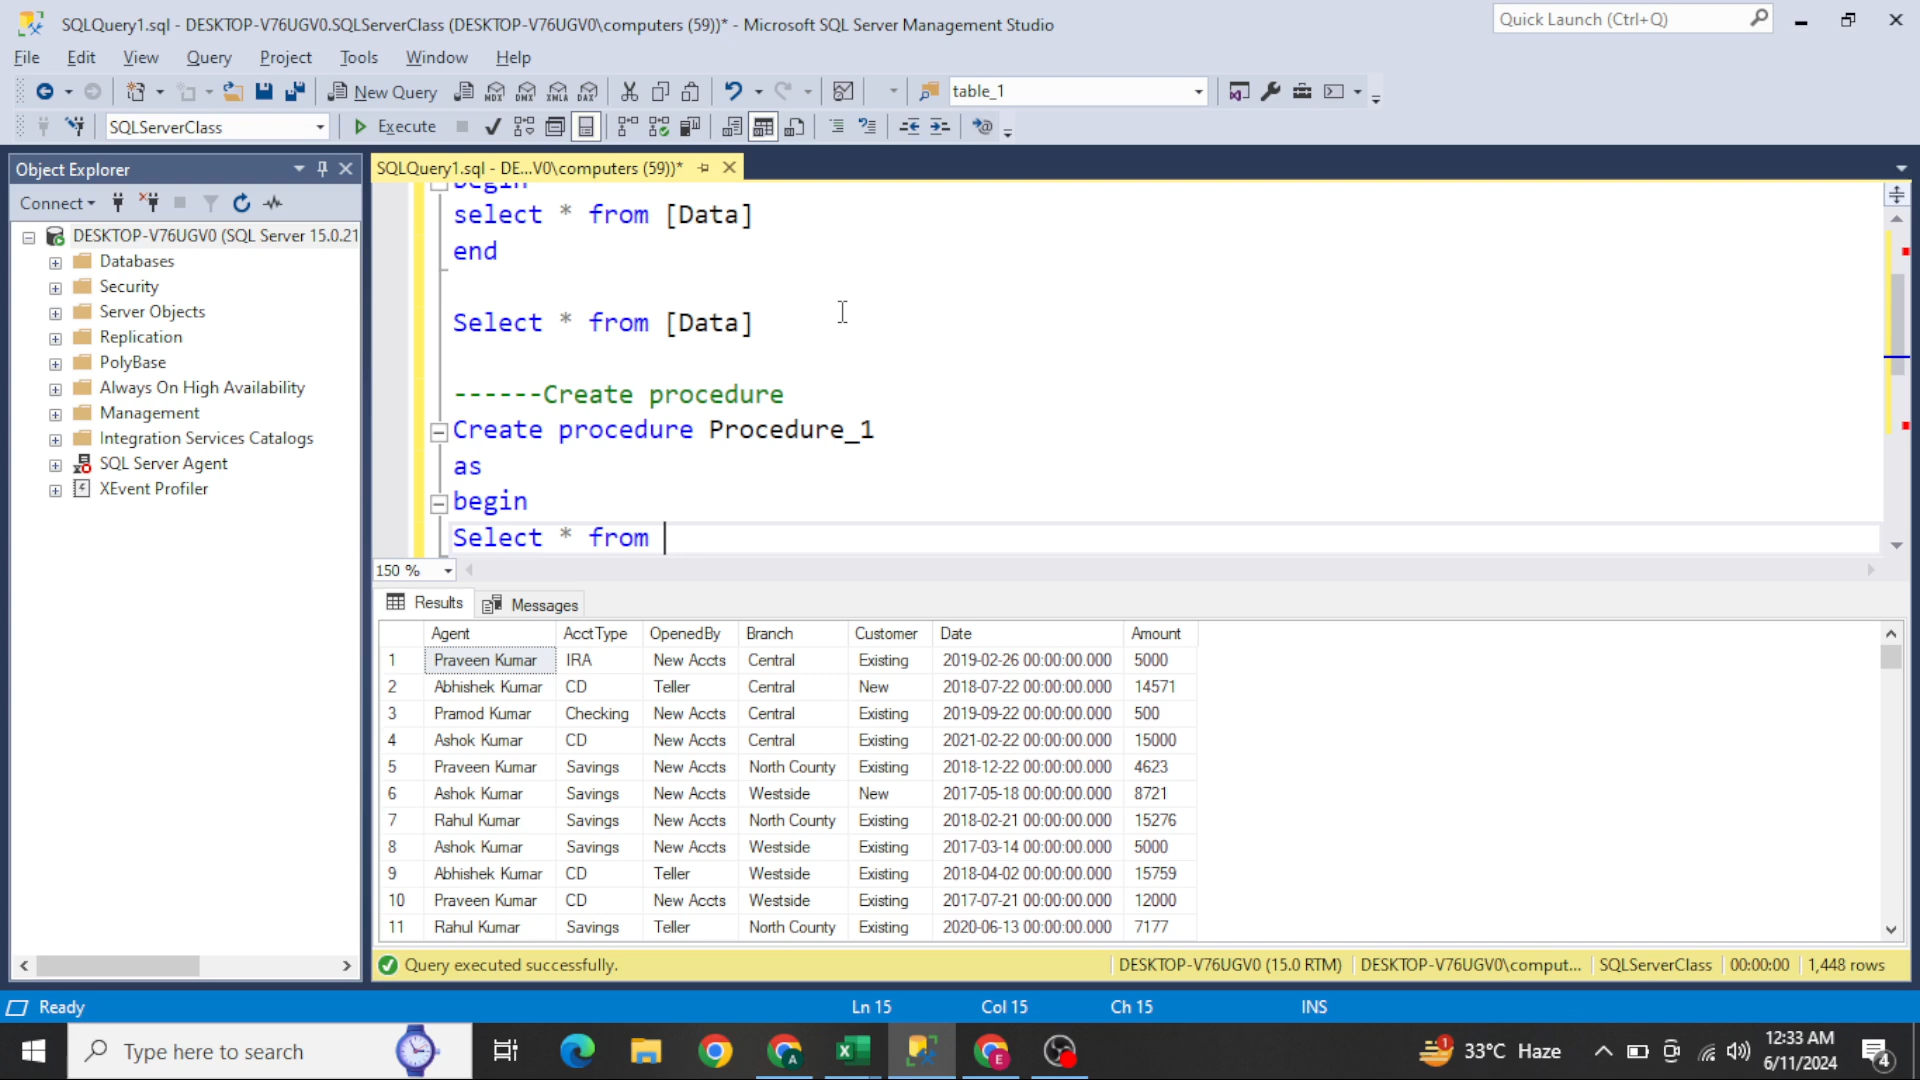 SQLQuery1.sql - DESKTOP-V76UGV0.SQLServerClass (DESKTOP-V76UGV0\computers (59))* - Microsoft SQL Server Management Studio
Quick Launch (Ctrl+Q)
File Edit View Query Project Tools Window Help
New Query MDX DMX XMLA DAX table_1
SQLServerClass Execute
Object Explorer
SQLQuery1.sql - DE...V0\computers (59))*
Connect
DESKTOP-V76UGV0 (SQL Server 15.0.21
Databases
Security
Server Objects
Replication
PolyBase
Always On High Availability
Management
Integration Services Catalogs
SQL Server Agent
XEvent Profiler
begin
select * from [Data]
end
Select * from [Data]
------Create procedure
Create procedure Procedure_1
as
begin
Select * from
150 %
Results Messages
Agent AcctType OpenedBy Branch Customer Date Amount
1 Praveen Kumar IRA New Accts Central Existing 2019-02-26 00:00:00.000 5000
2 Abhishek Kumar CD Teller Central New 2018-07-22 00:00:00.000 14571
3 Pramod Kumar Checking New Accts Central Existing 2019-09-22 00:00:00.000 500
4 Ashok Kumar CD New Accts Central Existing 2021-02-22 00:00:00.000 15000
5 Praveen Kumar Savings New Accts North County Existing 2018-12-22 00:00:00.000 4623
6 Ashok Kumar Savings New Accts Westside New 2017-05-18 00:00:00.000 8721
7 Rahul Kumar Savings New Accts North County Existing 2018-02-21 00:00:00.000 15276
8 Ashok Kumar Savings New Accts Westside Existing 2017-03-14 00:00:00.000 5000
9 Abhishek Kumar CD Teller Westside Existing 2018-04-02 00:00:00.000 15759
10 Praveen Kumar CD New Accts Westside Existing 2017-07-21 00:00:00.000 12000
11 Rahul Kumar Savings Teller North County Existing 2020-06-13 00:00:00.000 7177
Query executed successfully. DESKTOP-V76UGV0 (15.0 RTM) DESKTOP-V76UGV0\comput... SQLServerClass 00:00:00 1,448 rows
Ready Ln 15 Col 15 Ch 15 INS
Type here to search
33°C Haze
12:33 AM
6/11/2024
4